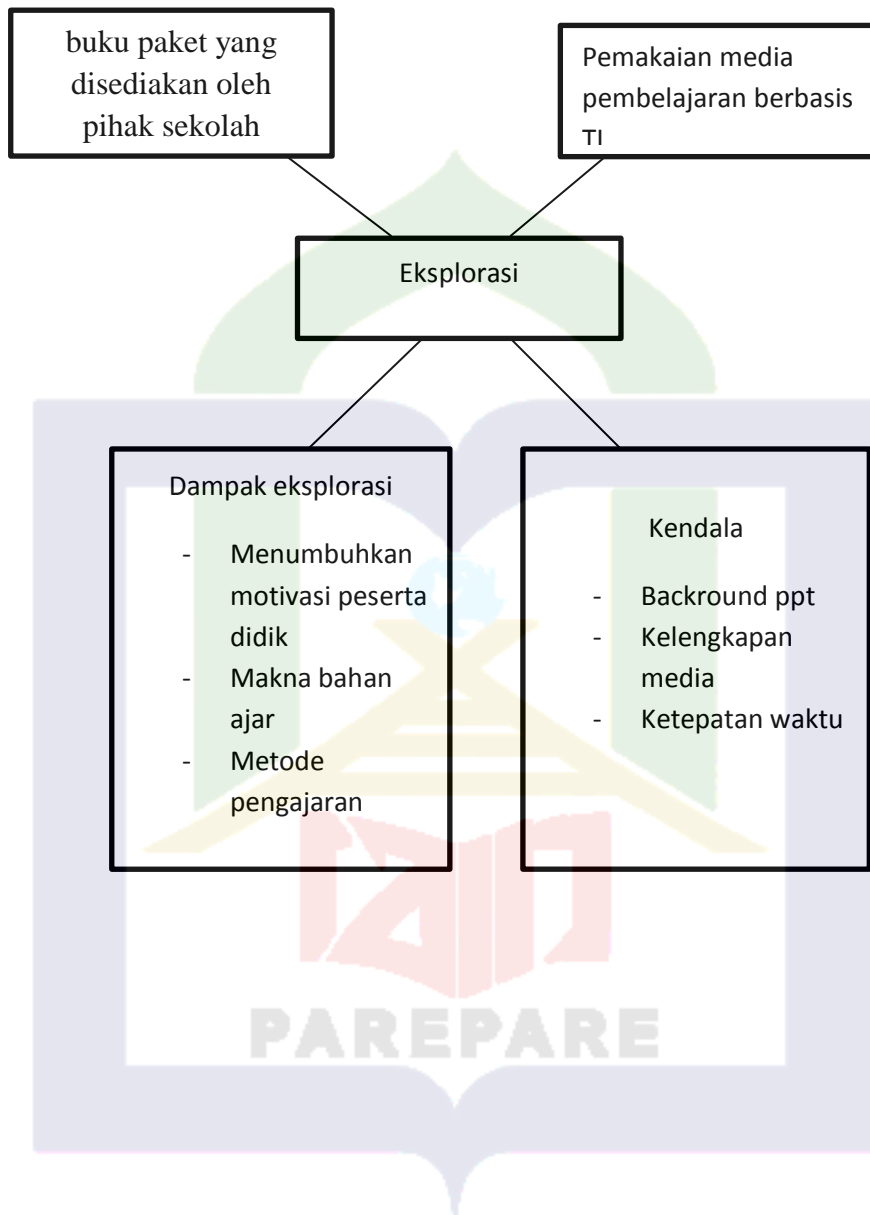 buku paket yang
disediakan oleh
pihak sekolah
Pemakaian media
pembelajaran berbasis
TI
Eksplorasi
Dampak eksplorasi
- Menumbuhkan
motivasi peserta
didik
- Makna bahan
ajar
- Metode
pengajaran
Kendala
- Backround ppt
- Kelengkapan
media
- Ketepatan waktu
PAREPARE